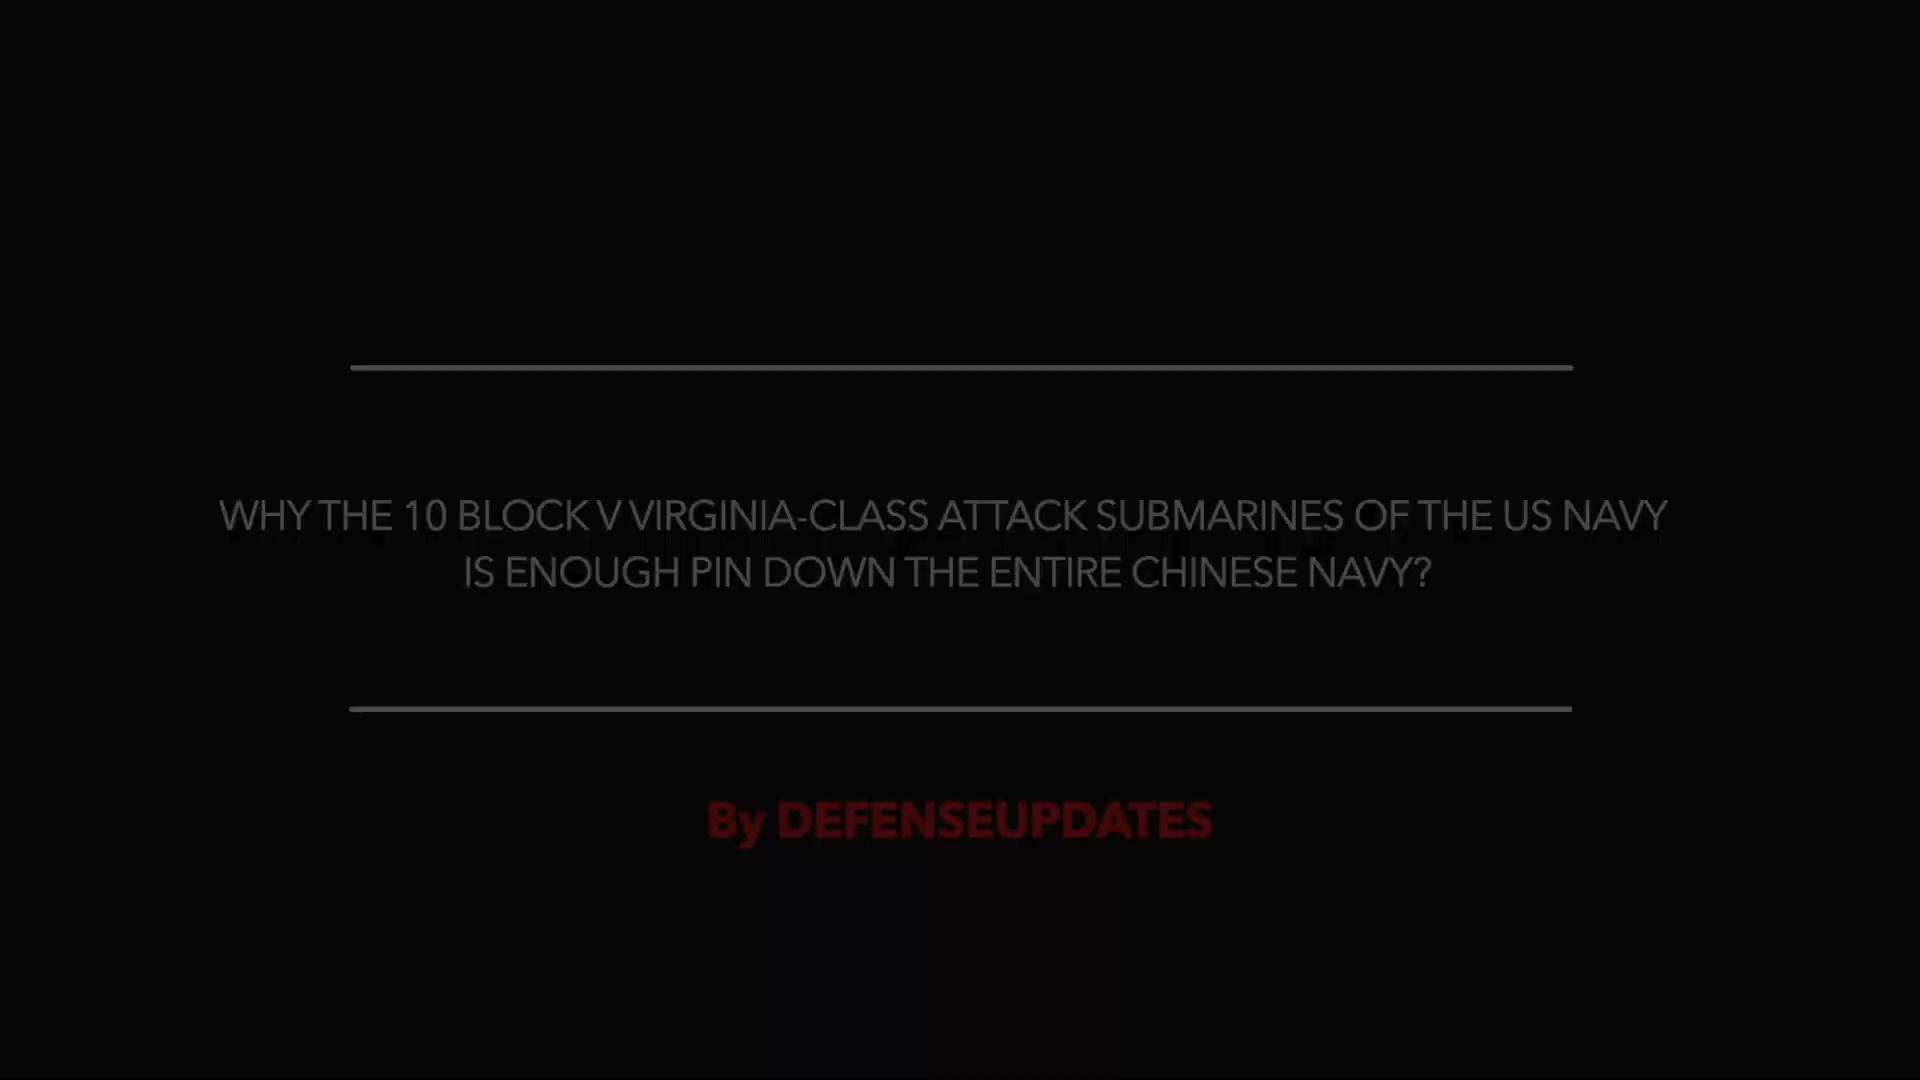 WHY THE 10 BLOCK V VIRGINIA-CLASS ATTACK SUBMARINES OF THE US NAVY
IS ENOUGH PIN DOWN THE ENTIRE CHINESE NAVY?
By DEFENSEUPDATES